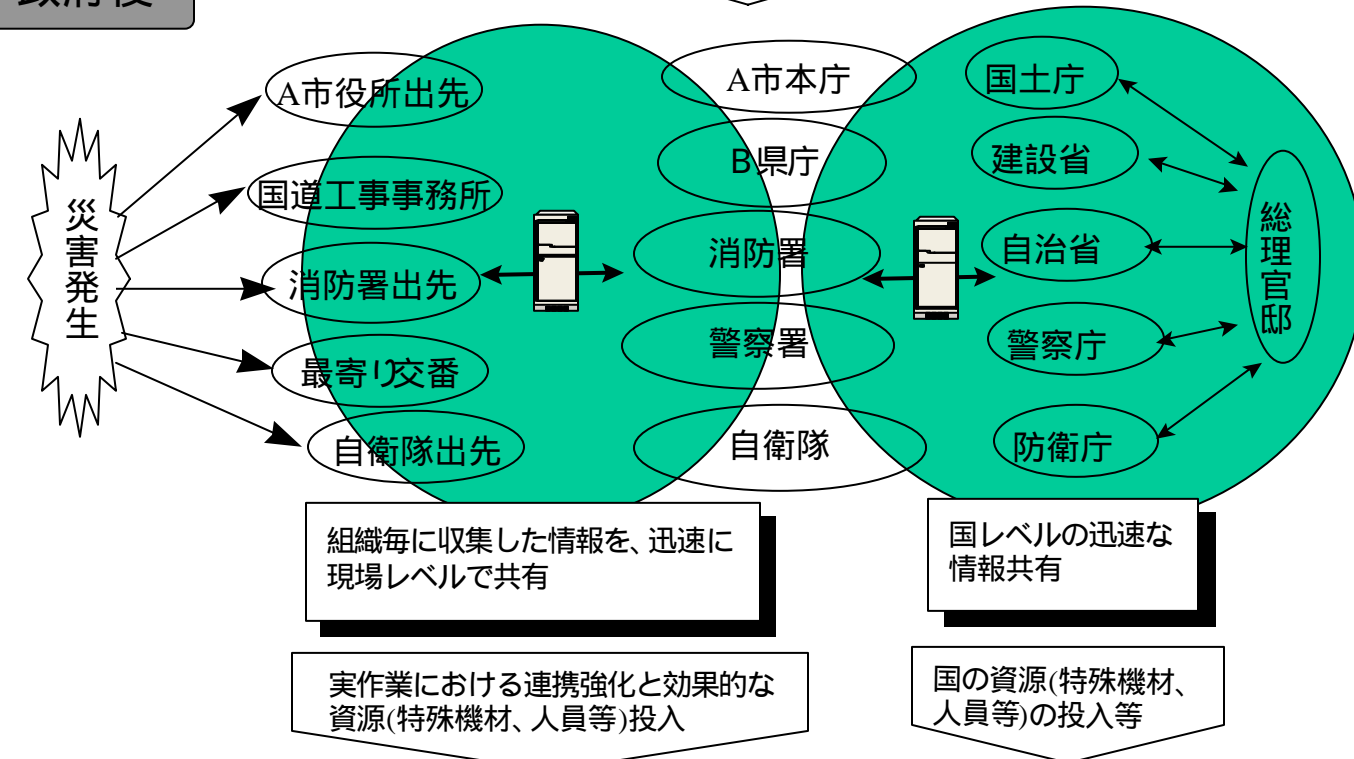 災害発生
A市役所出先
国道工事事務所
消防署出先
最寄り交番
自衛隊出先
A市本庁
B県庁
消防署
警察署
自衛隊
国土庁
建設省
自治省
警察庁
防衛庁
総理官邸
組織毎に収集した情報を、迅速に
現場レベルで共有
国レベルの迅速な
情報共有
実作業における連携強化と効果的な
資源(特殊機材、人員等)投入
国の資源(特殊機材、
人員等)の投入等